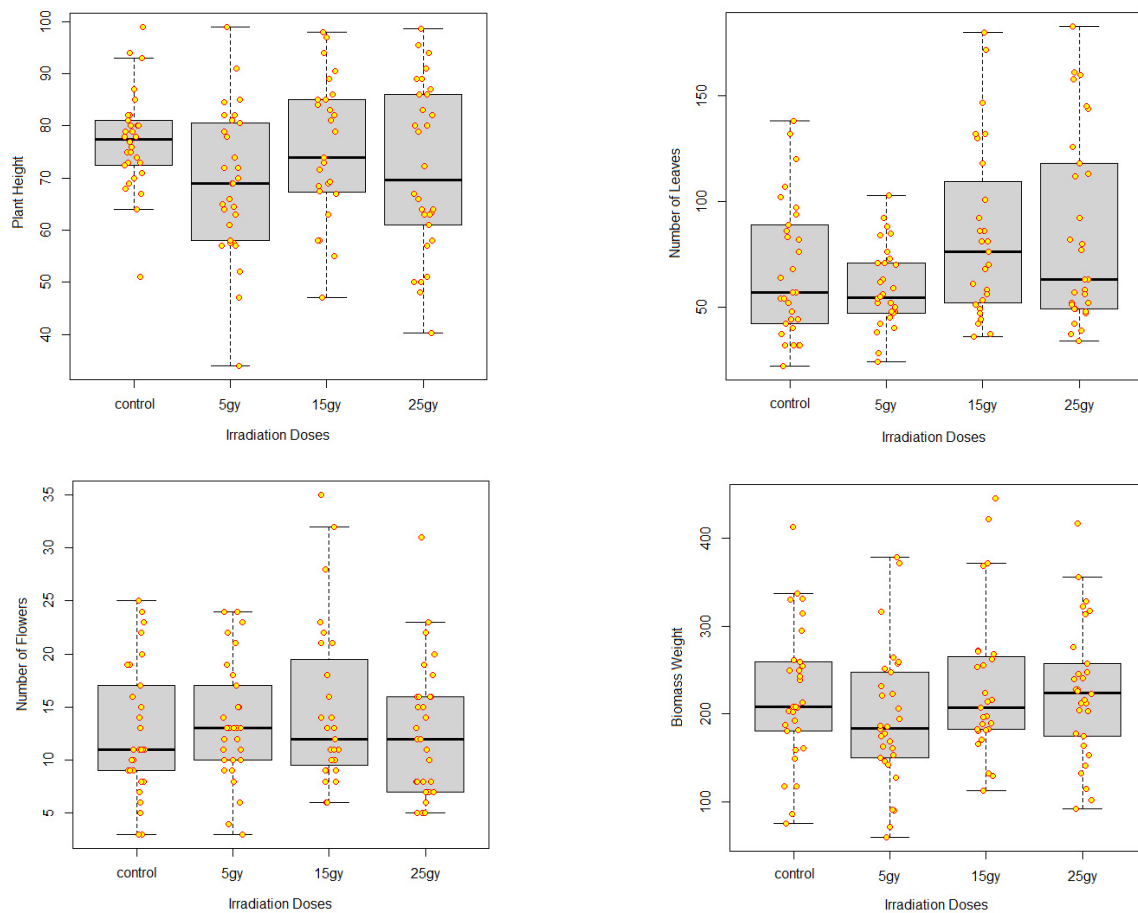 Plant Height
100
90
80
70
60
50
40
control 5gy 15gy 25gy
Irradiation Doses
Number of Leaves
150
100
50
control 5gy 15gy 25gy
Irradiation Doses
Number of Flowers
35
30
25
20
15
10
5
control 5gy 15gy 25gy
Irradiation Doses
Biomass Weight
400
300
200
100
control 5gy 15gy 25gy
Irradiation Doses